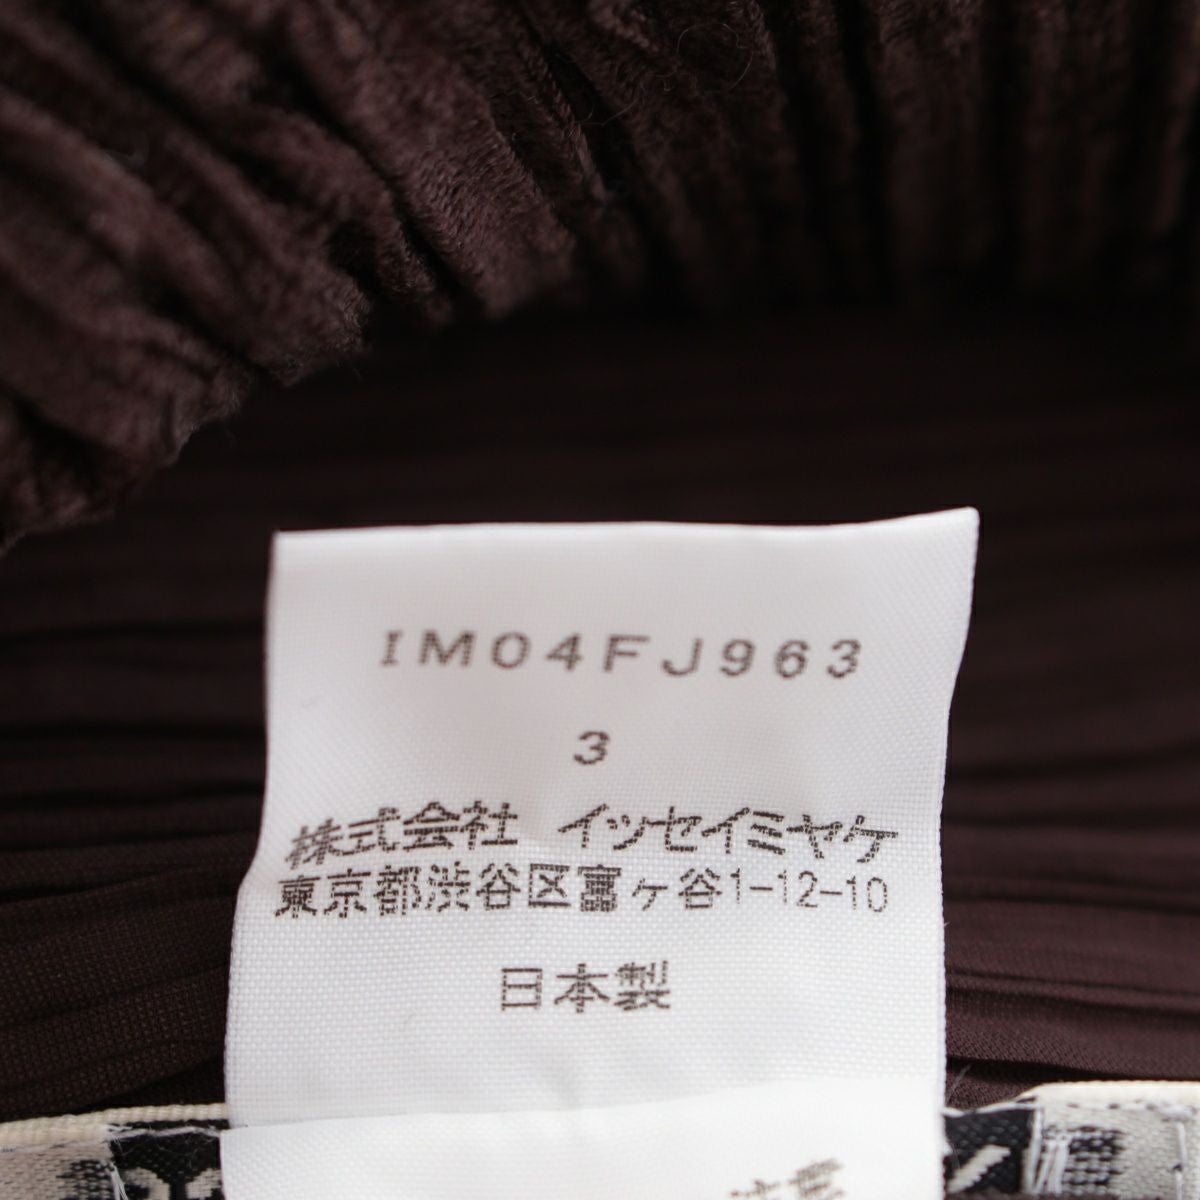 IM04FJ963
3
株式会社 イッセイミヤケ
東京都渋谷区富ヶ谷1-12-10
日本製